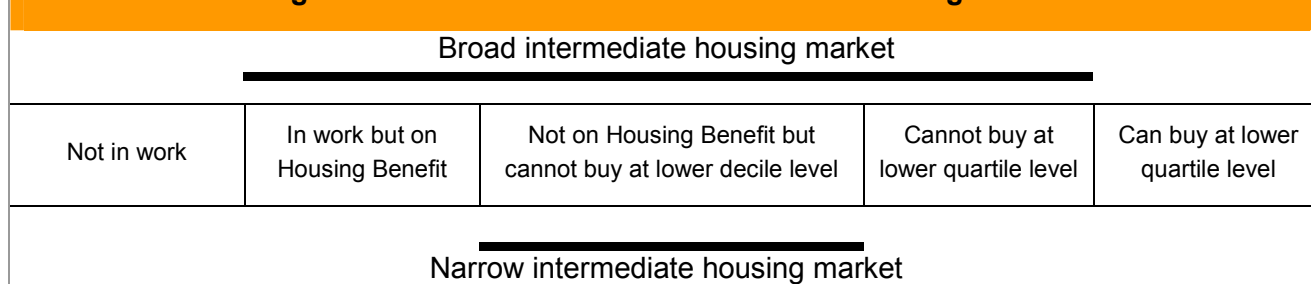 Broad intermediate housing market
Not in work
In work but on
Housing Benefit
Not on Housing Benefit but
cannot buy at lower decile level
Cannot buy at
lower quartile level
Can buy at lower
quartile level
Narrow intermediate housing market